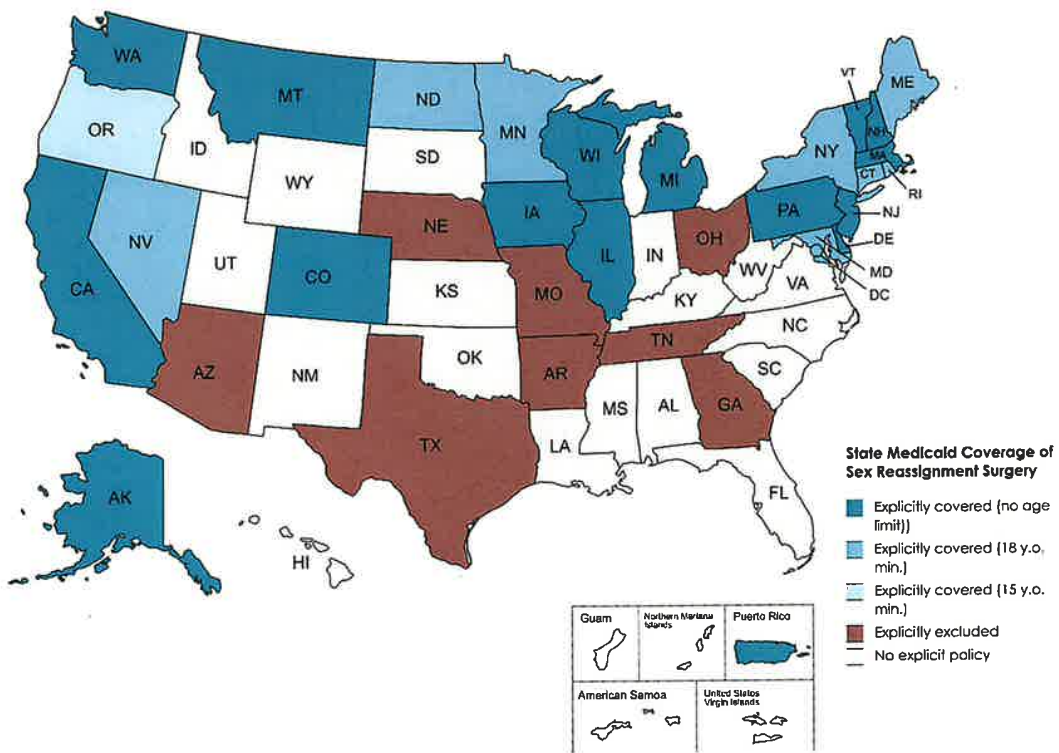 WA
MT
ND
MN
OR
ID
SD
WY
WI
MI
VT
ME
NH
NY
MA
CT
RI
NV
UT
CO
NE
IA
IL
IN
OH
PA
NJ
DE
MD
DC
CA
KS
MO
KY
WV
VA
AZ
NM
OK
AR
TN
NC
SC
TX
LA
MS
AL
GA
FL
AK
HI
State Medicaid Coverage of
Sex Reassignment Surgery
Explicitly covered (no age
limit))
Explicitly covered (18 y.o.
min.)
Explicitly covered (15 y.o.
min.)
Explicitly excluded
No explicit policy
Guam
Northern Mariana
Islands
Puerto Rico
American Samoa
United States
Virgin Islands